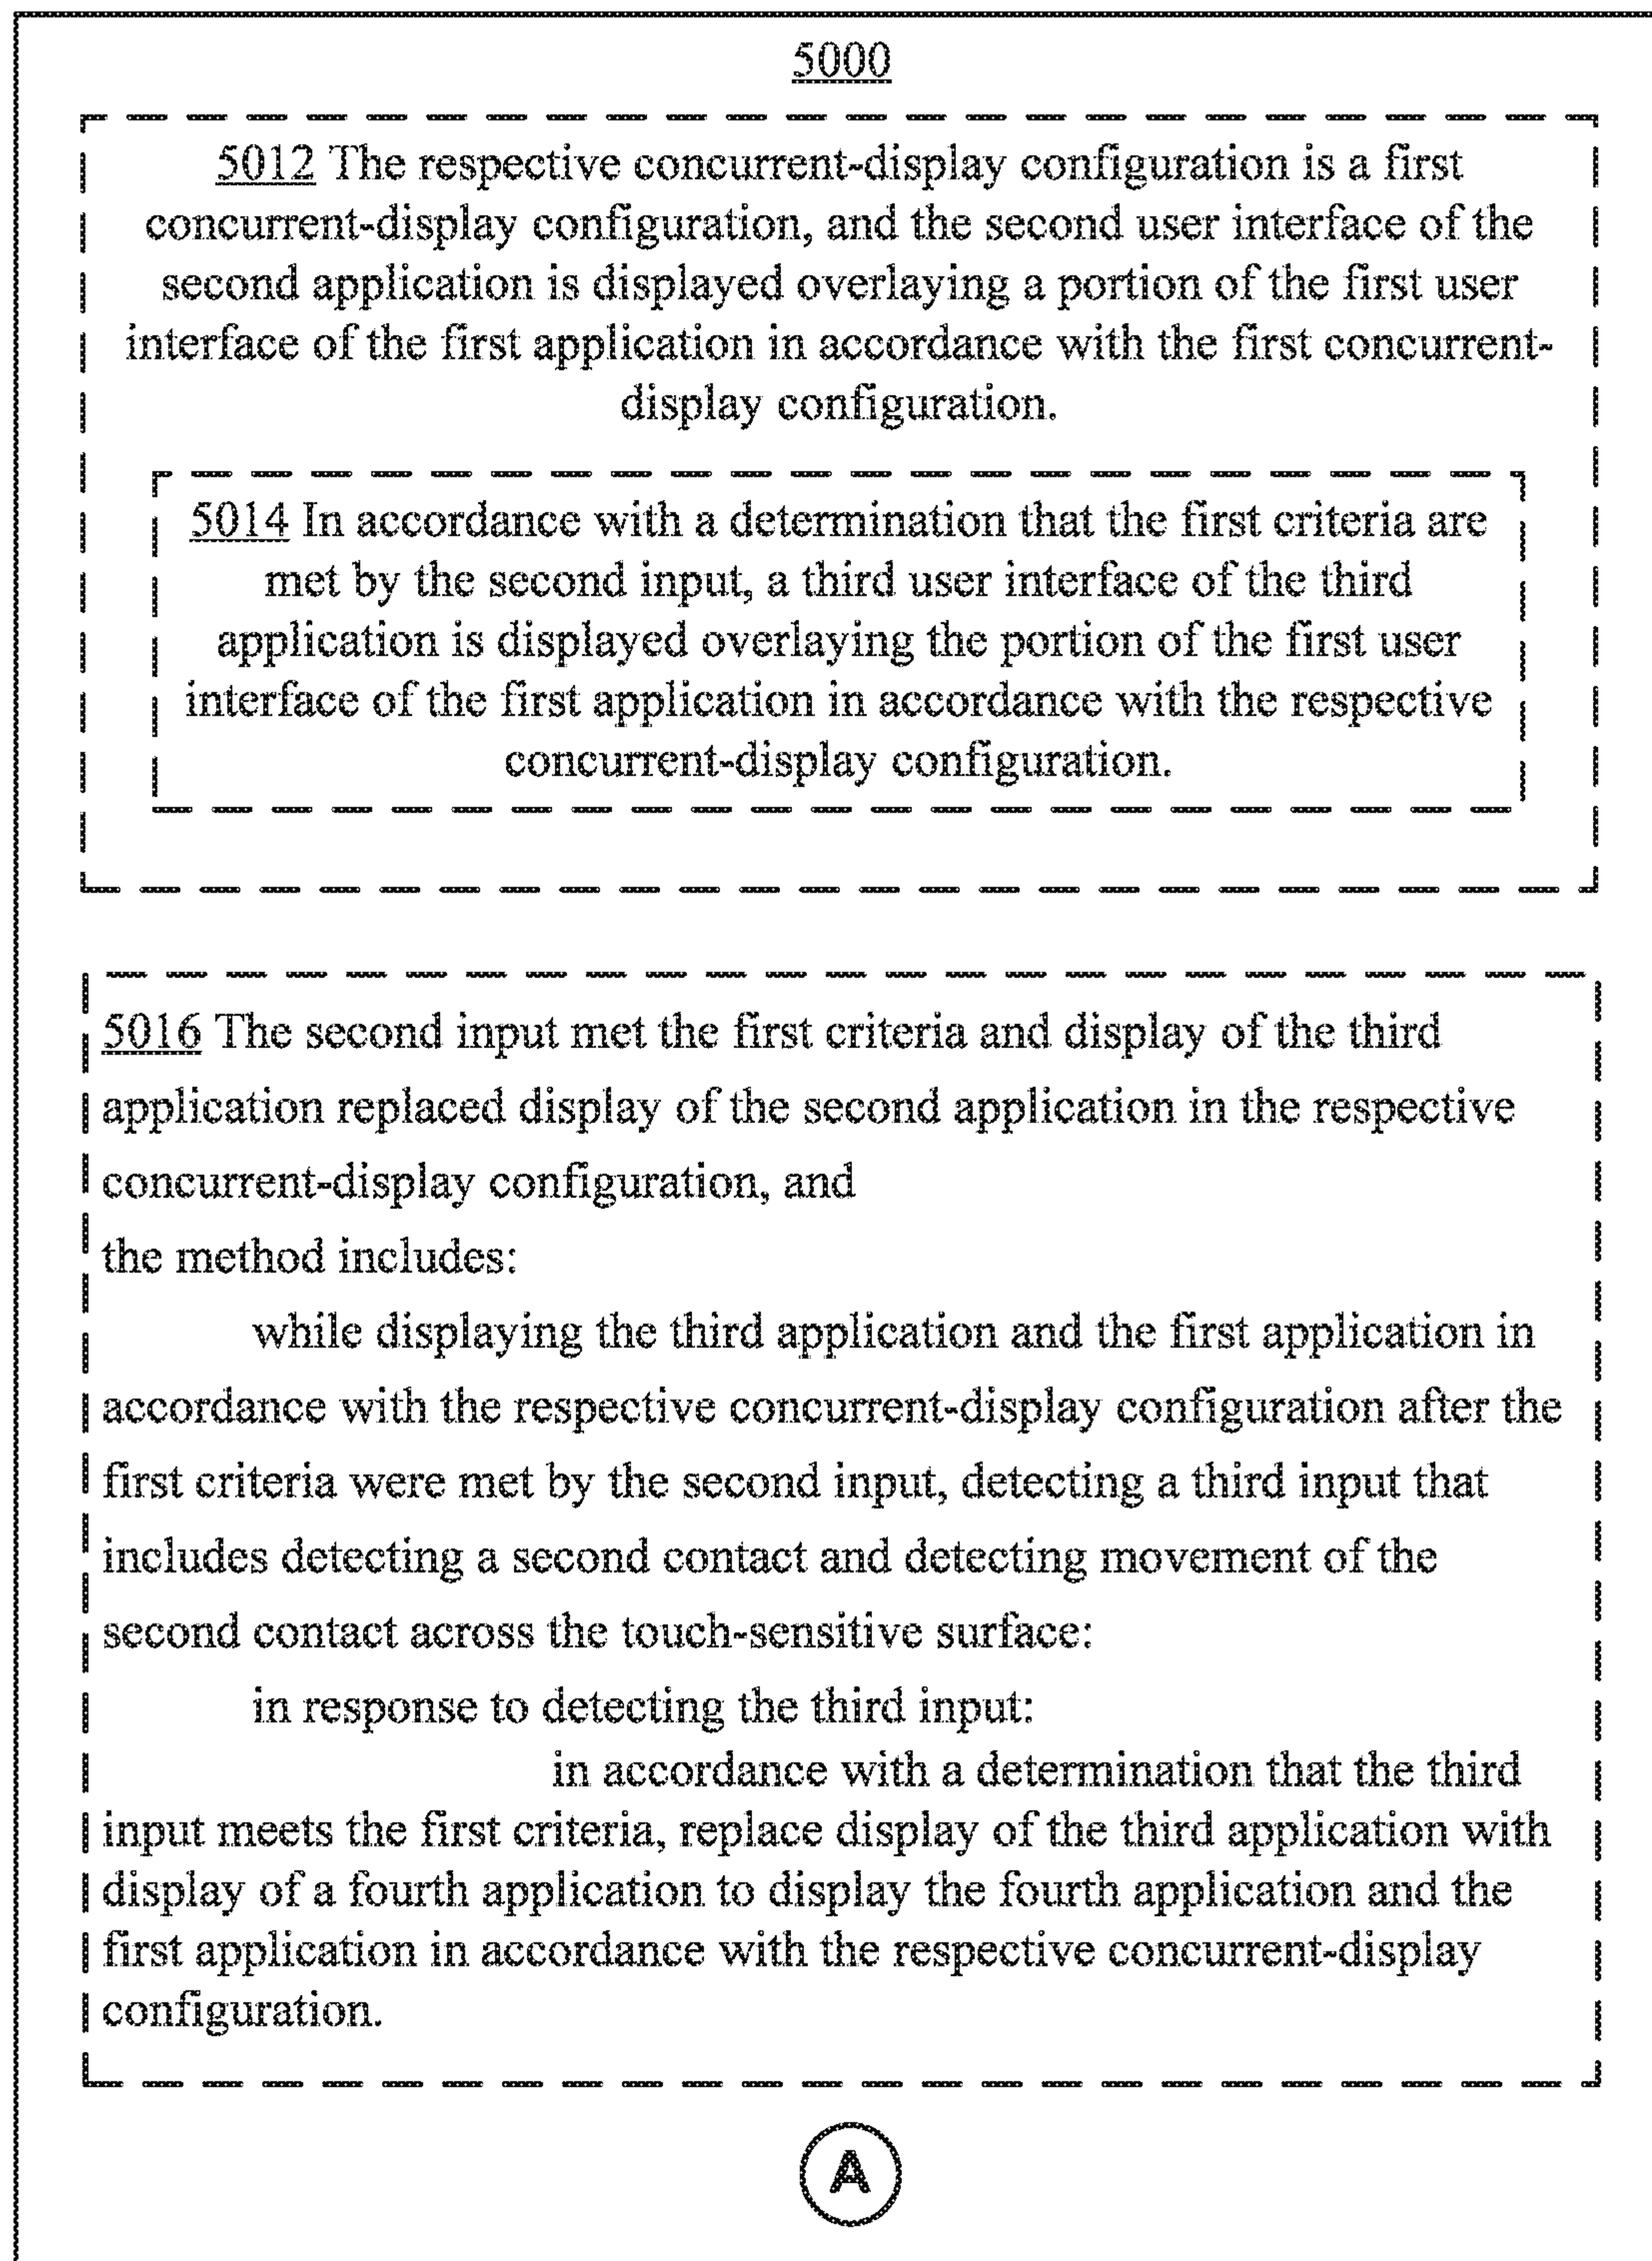 5000
5012 The respective concurrent-display configuration is a first
concurrent-display configuration, and the second user interface of the
second application is displayed overlaying a portion of the first user
interface of the first application in accordance with the first concurrent-
display configuration.
5014 In accordance with a determination that the first criteria are
met by the second input, a third user interface of the third
application is displayed overlaying the portion of the first user
interface of the first application in accordance with the respective
concurrent-display configuration.
5016 The second input met the first criteria and display of the third
application replaced display of the second application in the respective
concurrent-display configuration, and
the method includes:
while displaying the third application and the first application in
accordance with the respective concurrent-display configuration after the
first criteria were met by the second input, detecting a third input that
includes detecting a second contact and detecting movement of the
second contact across the touch-sensitive surface:
in response to detecting the third input:
in accordance with a determination that the third
input meets the first criteria, replace display of the third application with
display of a fourth application to display the fourth application and the
first application in accordance with the respective concurrent-display
configuration.
A